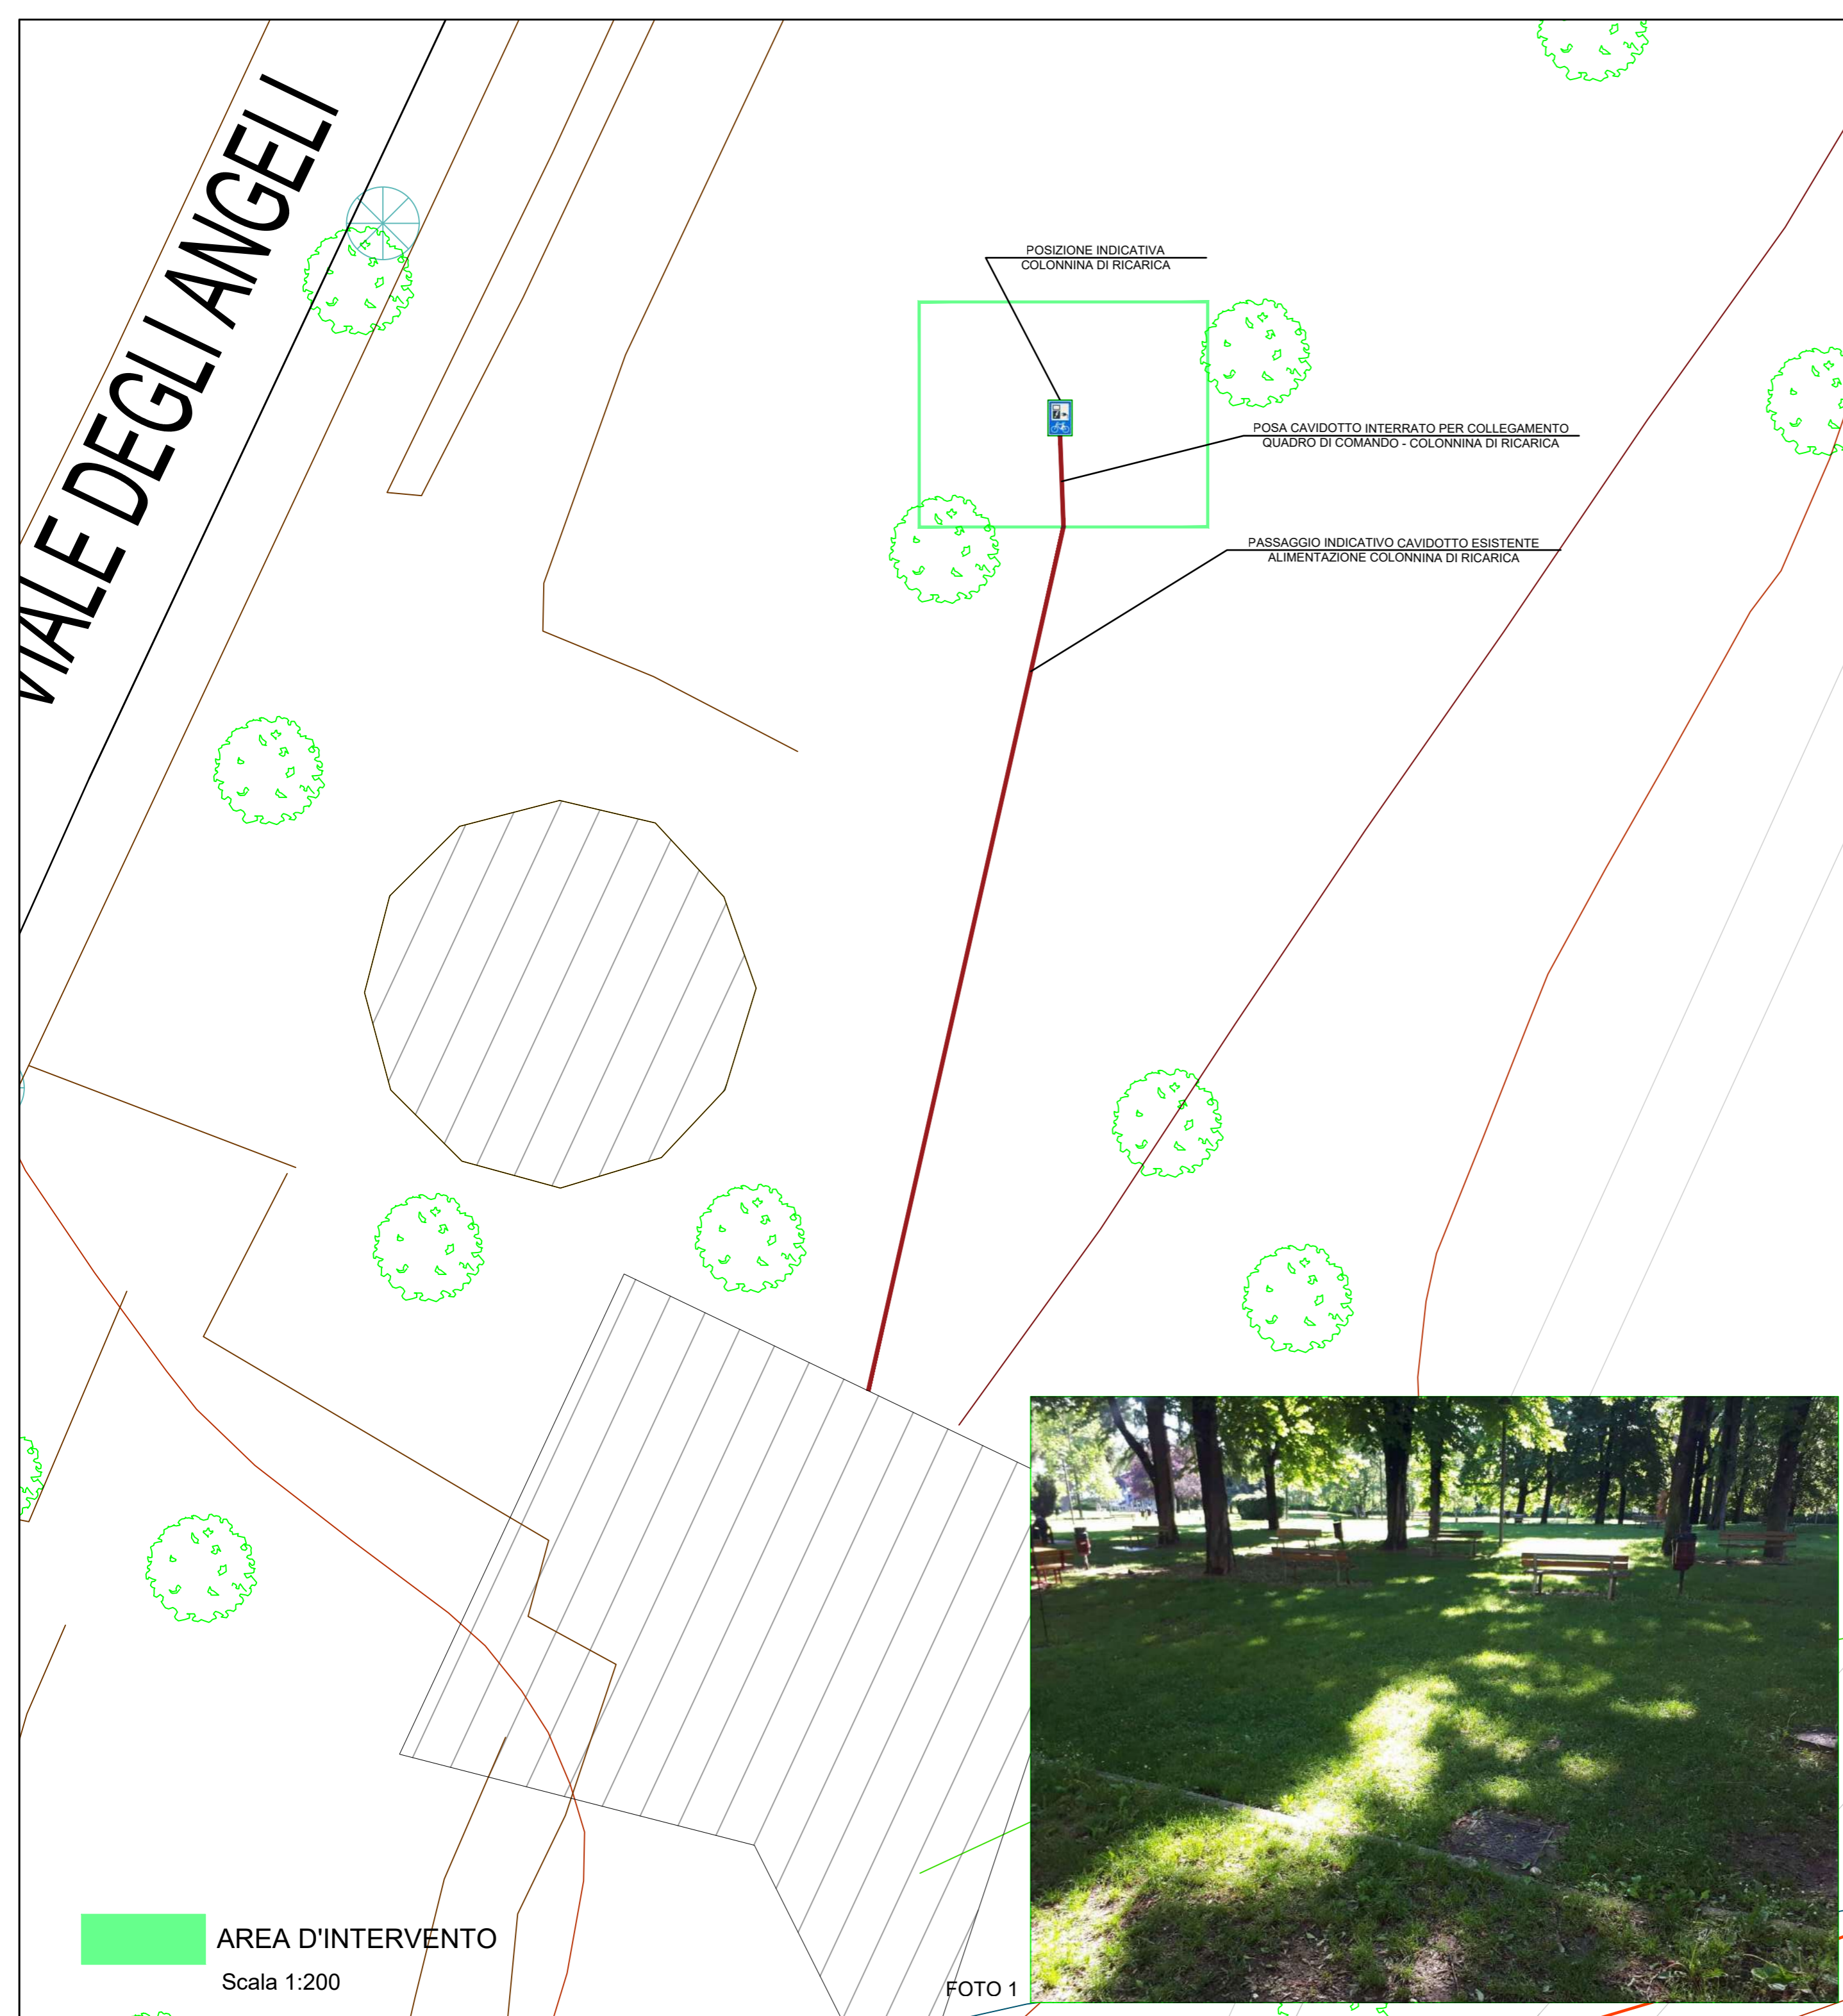 VIALE DEGLI ANGELI
POSIZIONE INDICATIVA
COLONNINA DI RICARICA
POSA CAVIDOTTO INTERRATO PER COLLEGAMENTO
QUADRO DI COMANDO - COLONNINA DI RICARICA
PASSAGGIO INDICATIVO CAVIDOTTO ESISTENTE
ALIMENTAZIONE COLONNINA DI RICARICA
AREA D'INTERVENTO
Scala 1:200
FOTO 1